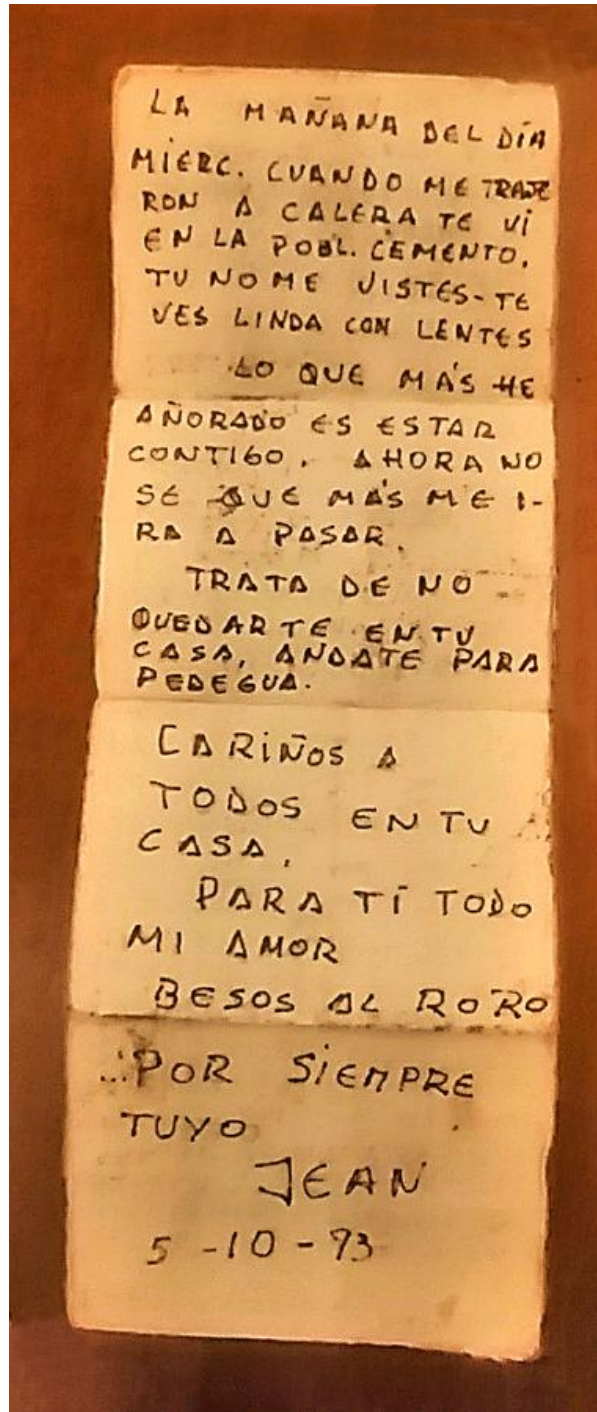 LA MAÑANA DEL DÍA
MIERC. CUANDO ME TRAJE
RON A CALERA TE VÍ
EN LA POBL. CEMENTO,
TU NO ME VISTES-TE
VES LINDA CON LENTES
LO QUE MÁS HE
AÑORADO ES ESTAR
CONTIGO. AHORA NO
SÉ QUE MÁS ME I-
RA A PASAR.
TRATA DE NO
QUEDARTE EN TU
CASA, ANDATE PARA
PEDEGUA.
CARIÑOS A
TODOS EN TU
CASA,
PARA TÍ TODO
MI AMOR
BESOS AL RORO
...POR SIEMPRE
TUYO
JEAN
5-10-73